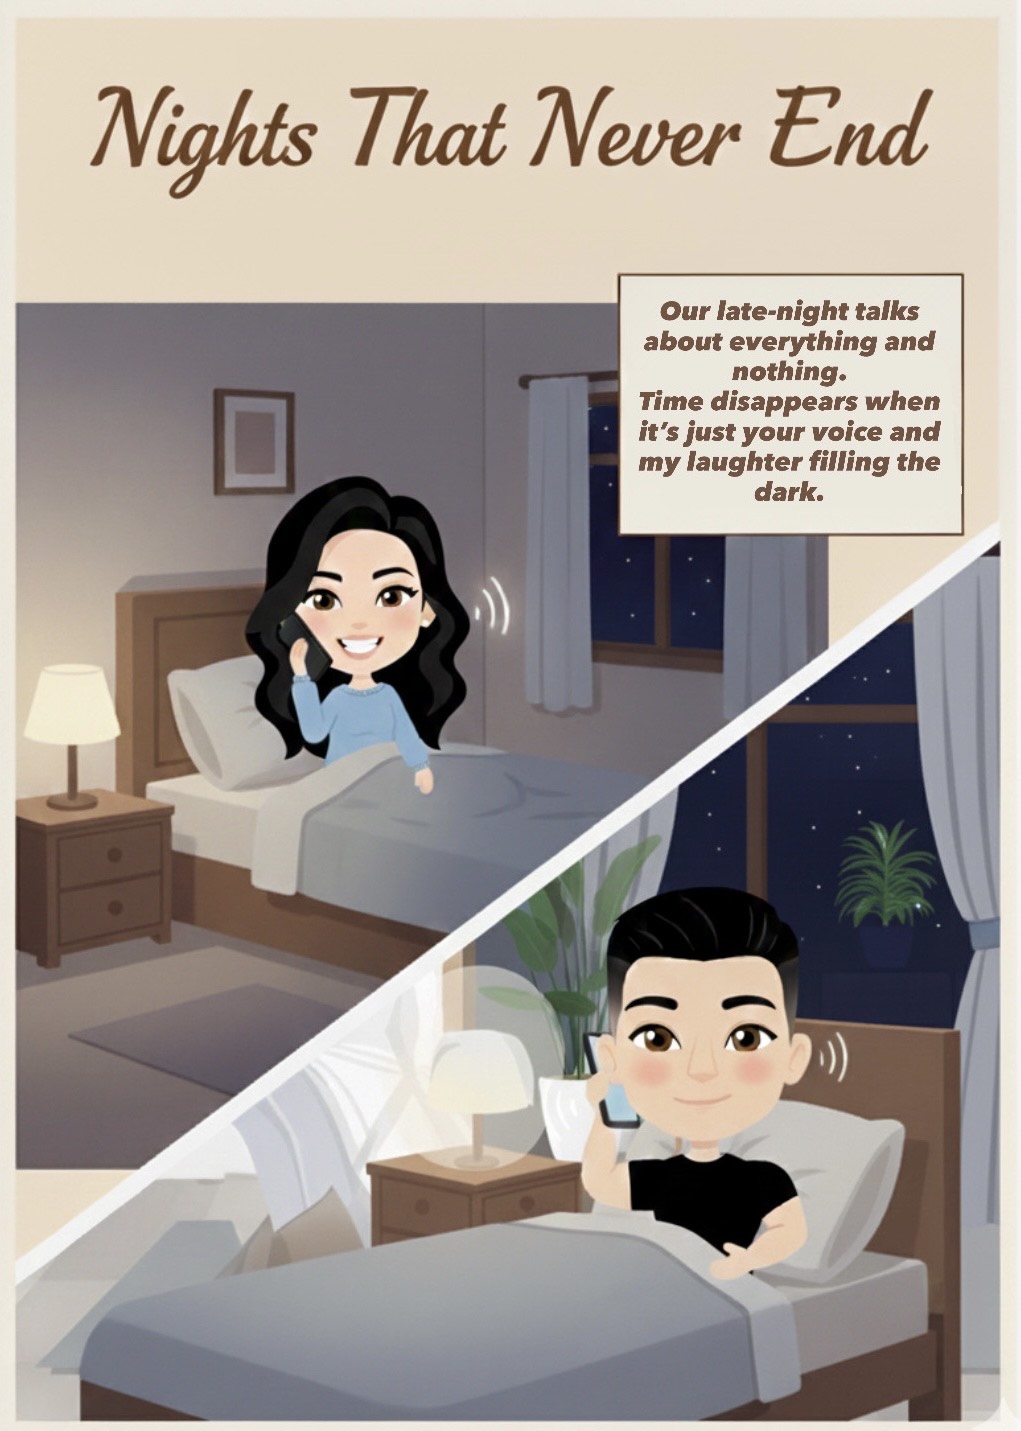 Nights That Never End
Our late-night talks
about everything and
nothing.
Time disappears when
it's just your voice and
my laughter filling the
dark.